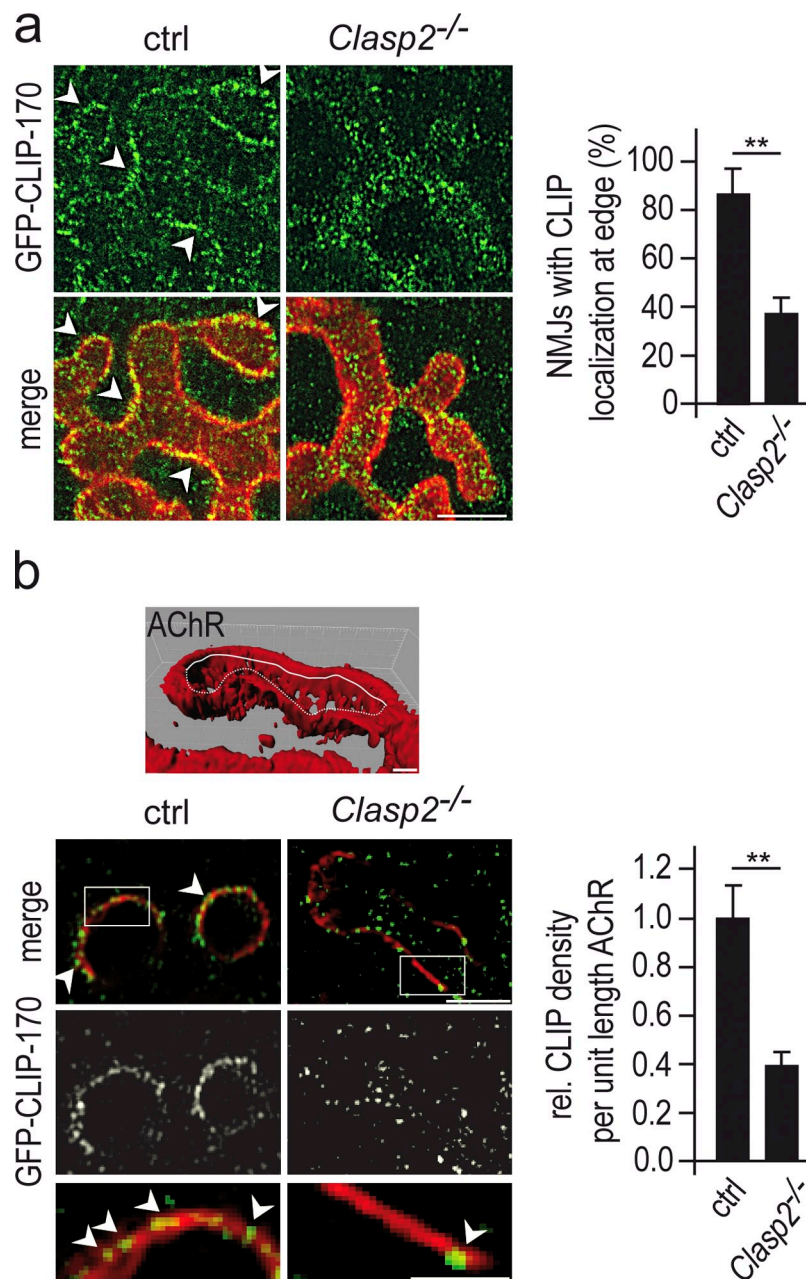 a
ctrl
Clasp2-/-
GFP-CLIP-170
merge
NMJs with CLIP
localization at edge (%)
100
80
60
40
20
0
**
ctrl
Clasp2-/-
b
AChR
ctrl
Clasp2-/-
merge
GFP-CLIP-170
rel. CLIP density
per unit length AChR
1.2
1.0
0.8
0.6
0.4
0.2
0.0
**
ctrl
Clasp2-/-